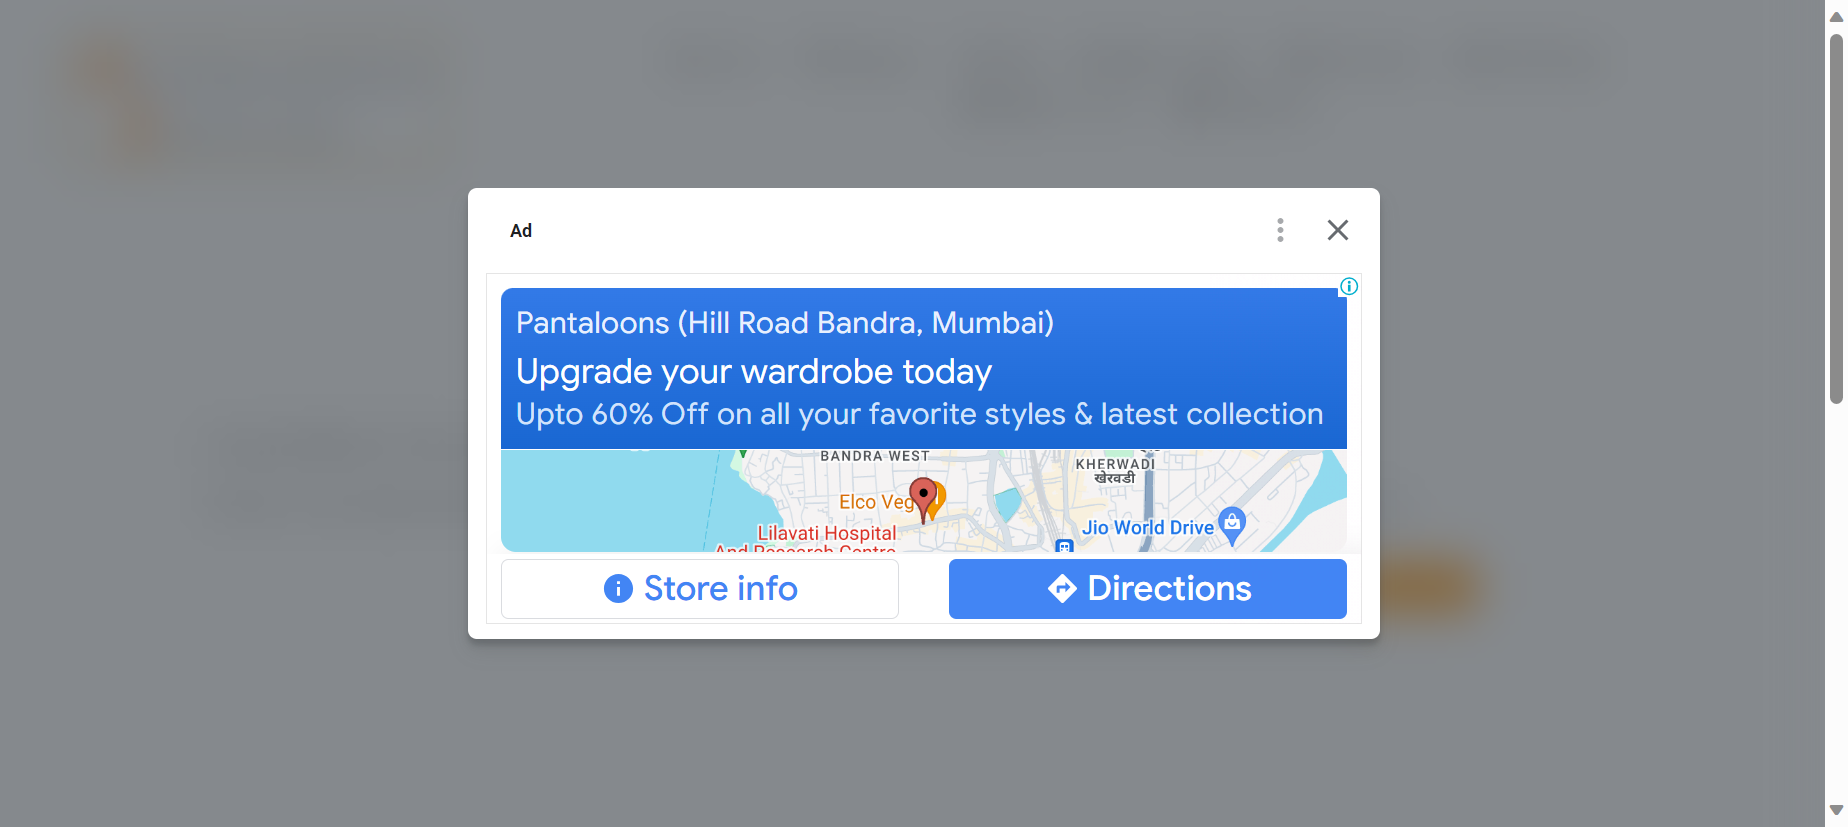 Ad
Pantaloons (Hill Road Bandra, Mumbai)
Upgrade your wardrobe today
Upto 60% Off on all your favorite styles & latest collection
BANDRA WEST
KHERWADI
खेरवडी
Elco Veg
Jio World Drive
Lilavati Hospital
And Research Centre
Store info
Directions